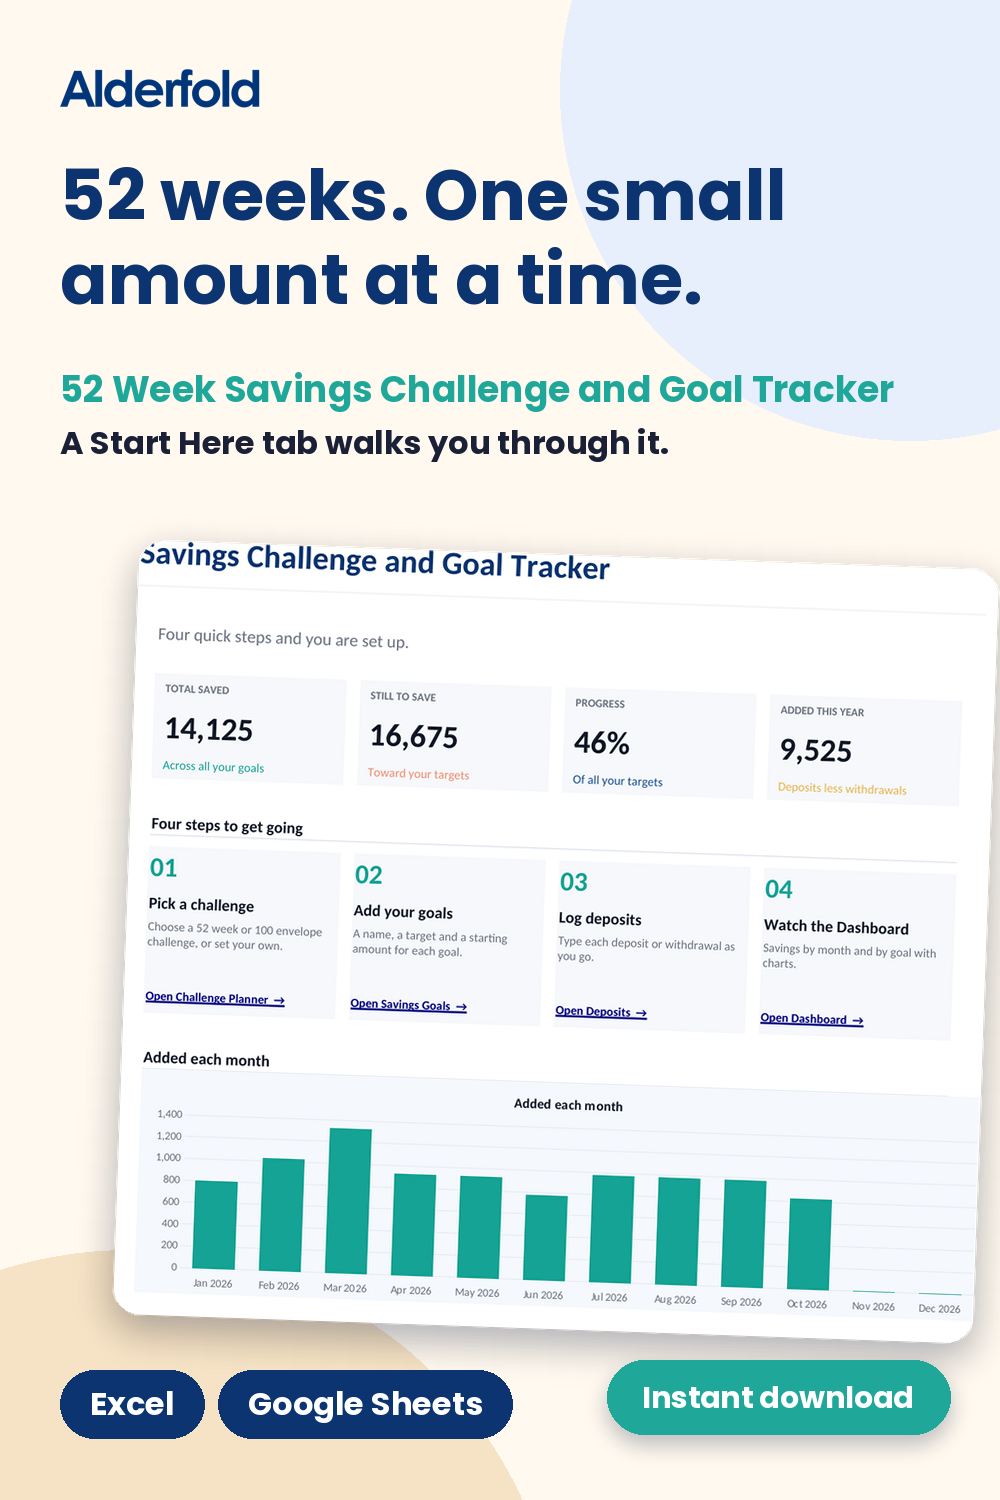 Alderfold
52 weeks. One small
amount at a time.
52 Week Savings Challenge and Goal Tracker
A Start Here tab walks you through it.
Savings Challenge and Goal Tracker
Four quick steps and you are set up.
TOTAL SAVED
14,125
Across all your goals
STILL TO SAVE
16,675
Toward your targets
PROGRESS
46%
Of all your targets
ADDED THIS YEAR
9,525
Deposits less withdrawals
Four steps to get going
01
Pick a challenge
Choose a 52 week or 100 envelope
challenge, or set your own.
Open Challenge Planner →
02
Add your goals
A name, a target and a starting
amount for each goal.
Open Savings Goals →
03
Log deposits
Type each deposit or withdrawal as
you go.
Open Deposits →
04
Watch the Dashboard
Savings by month and by goal with
charts.
Open Dashboard →
Added each month
Added each month
1,400
1,200
1,000
800
600
400
200
0
Jan 2026 Feb 2026 Mar 2026 Apr 2026 May 2026 Jun 2026 Jul 2026 Aug 2026 Sep 2026 Oct 2026 Nov 2026 Dec 2026
Excel
Google Sheets
Instant download